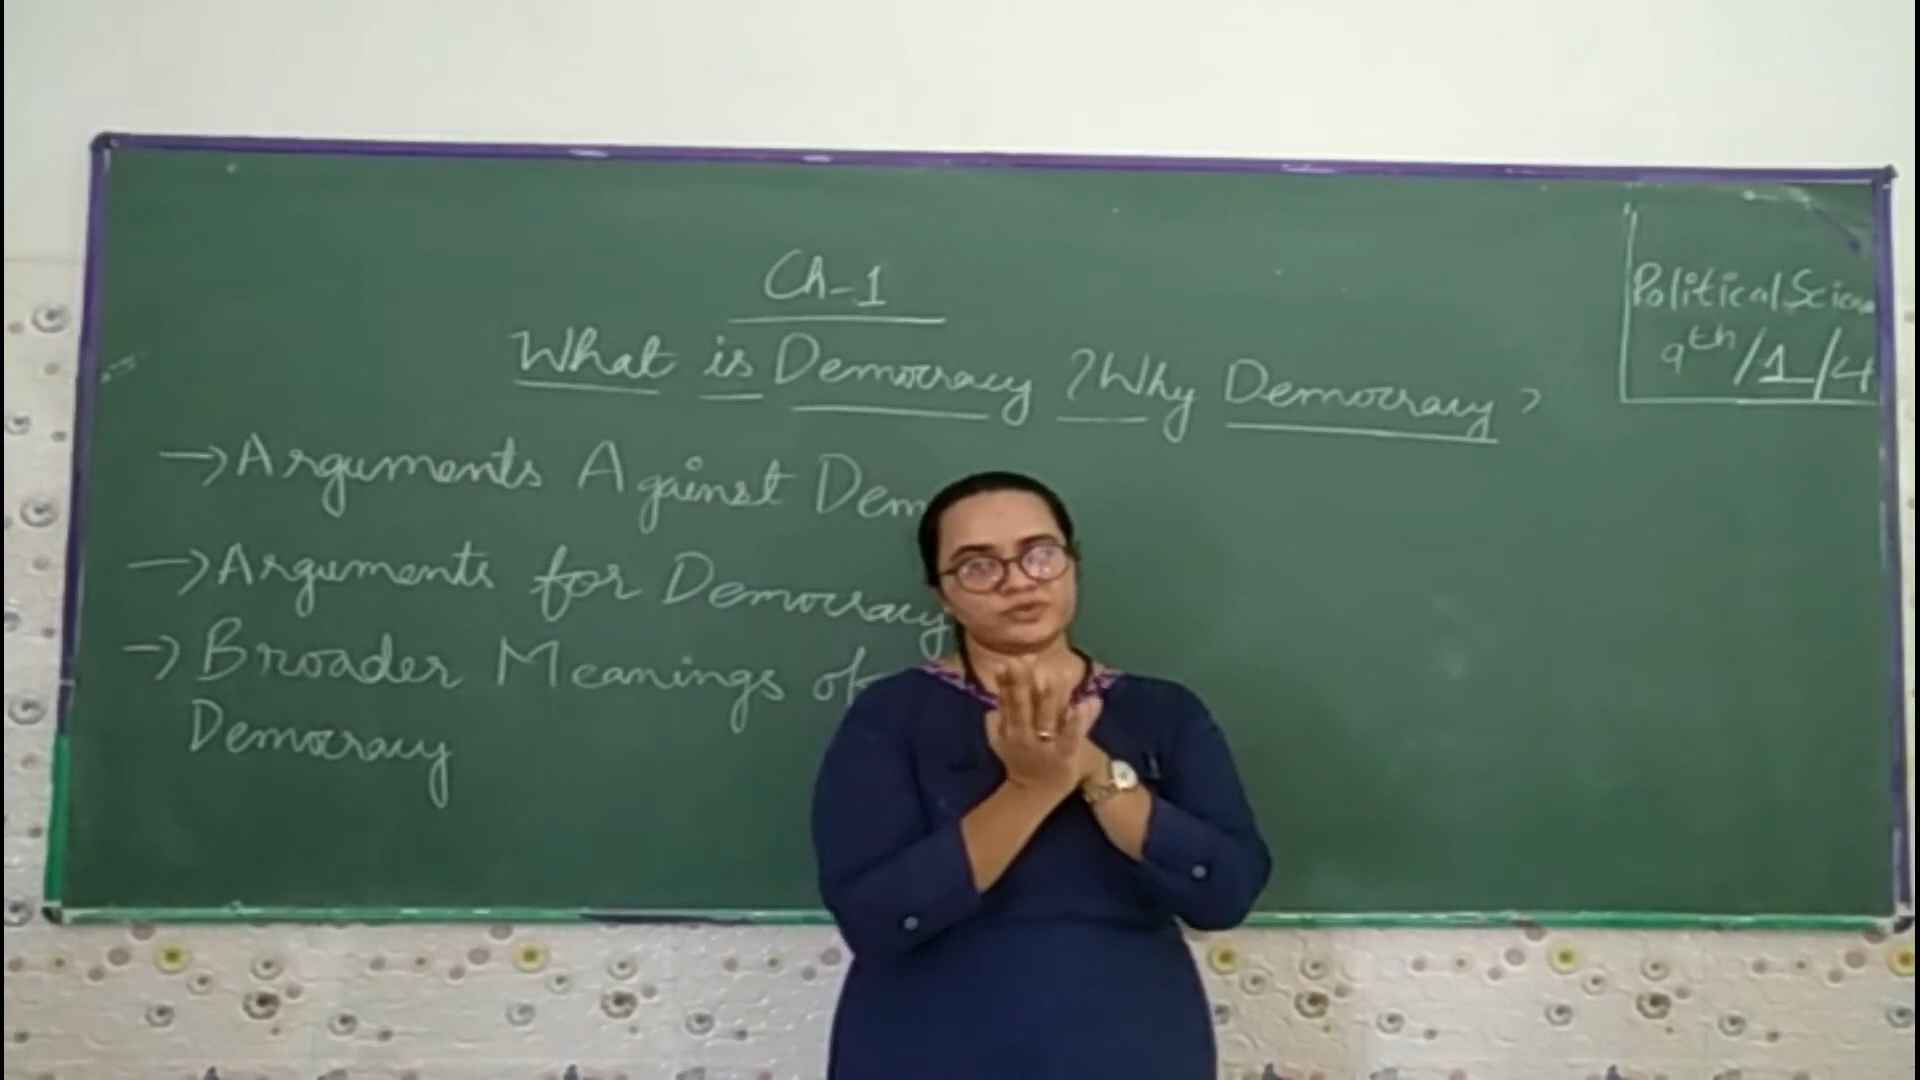 Ch-1
What is Democracy ? Why Democracy ?
→ Arguments Against Dem
→ Arguments for Democracy
→ Broader Meanings of
Democracy
Political Scien
9th/1/4